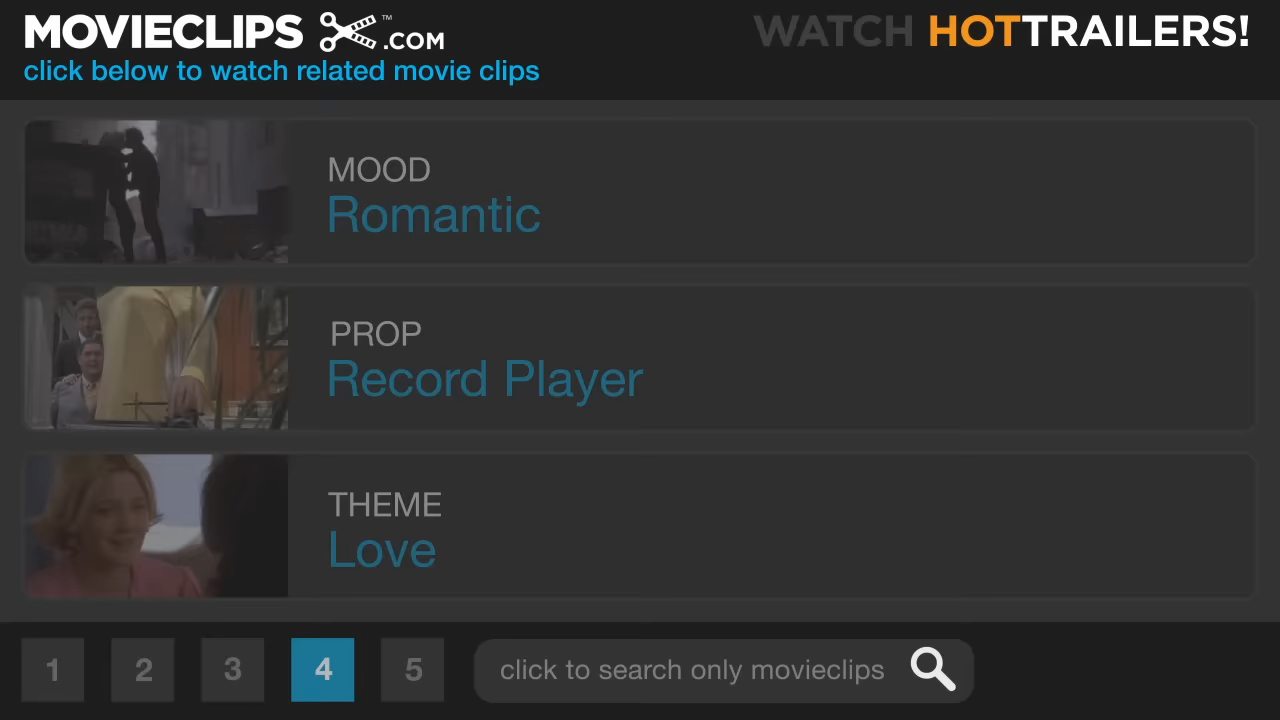 MOVIECLIPS ™ .COM
WATCH HOTTRAILERS!
click below to watch related movie clips
MOOD
Romantic
PROP
Record Player
THEME
Love
1 2 3 4 5 click to search only movieclips